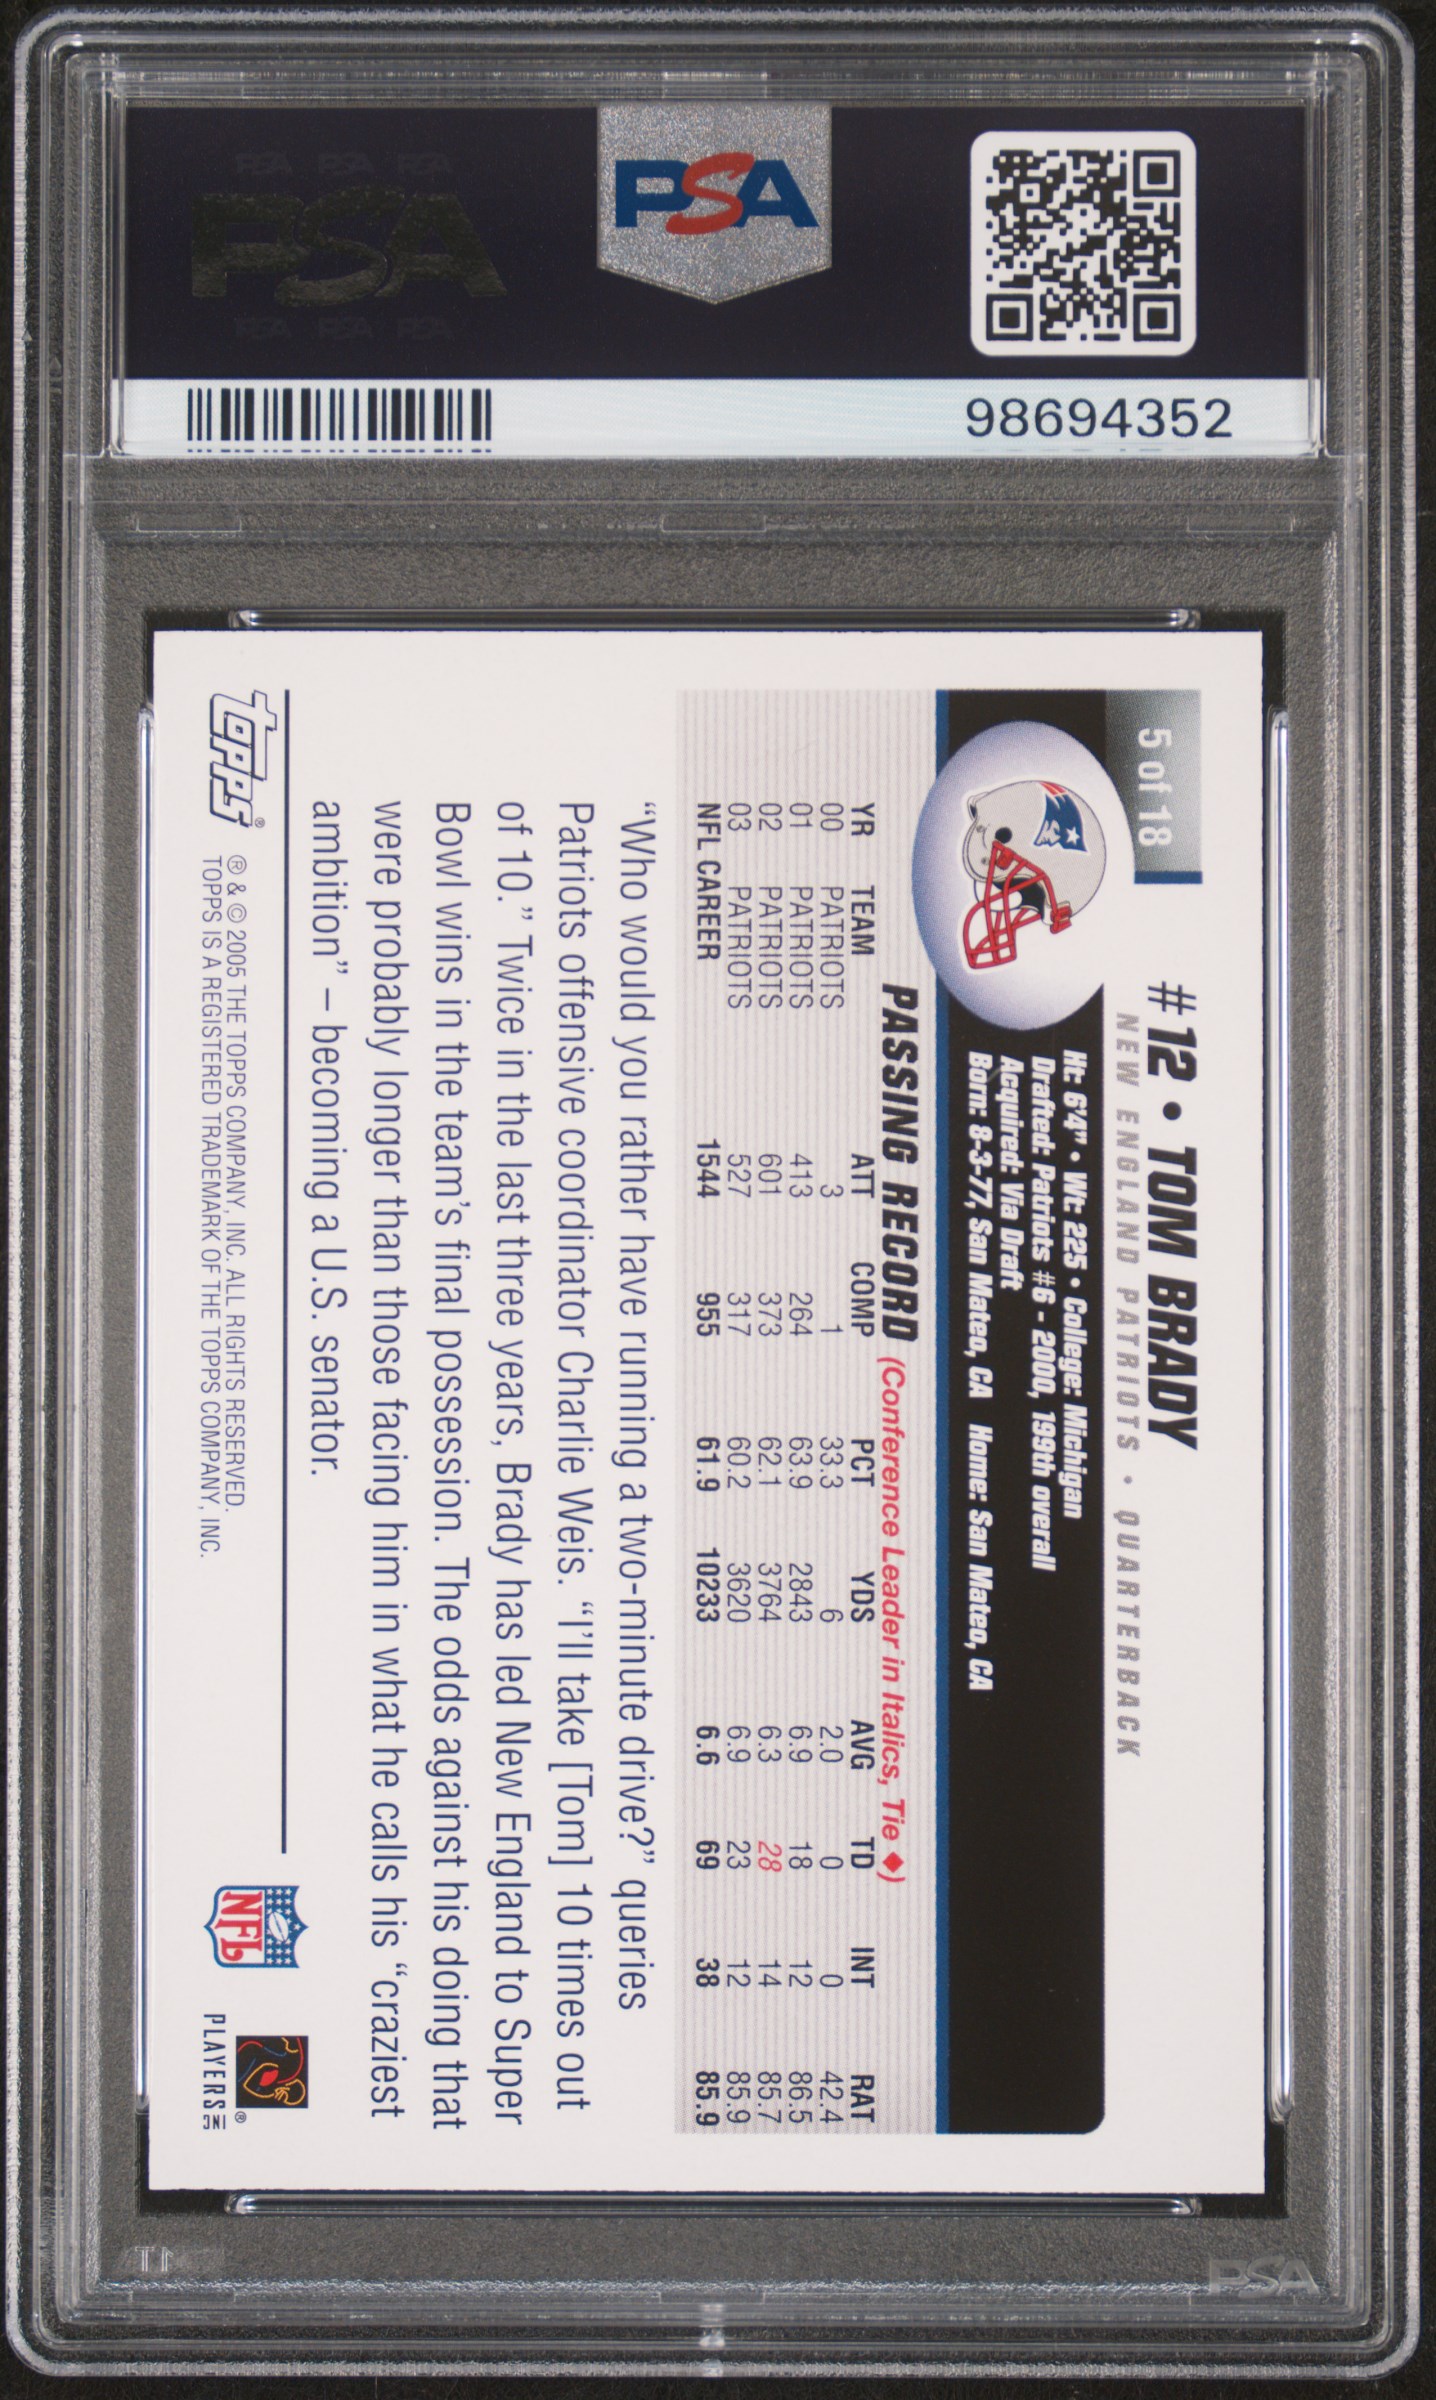 PSA PSA PSA
PSA
PSA PSA PSA
PSA
98694352
5 of 18
#12 • TOM BRADY
NEW ENGLAND PATRIOTS • QUARTERBACK
Ht: 6'4" • Wt: 225 • College: Michigan
Drafted: Patriots #6 - 2000, 199th overall
Acquired: Via Draft
Born: 8-3-77, San Mateo, CA Home: San Mateo, CA
PASSING RECORD (Conference Leader in Italics, Tie ◆)
YR TEAM ATT COMP PCT YDS AVG TD INT RAT
00 PATRIOTS 3 1 33.3 6 2.0 0 0 42.4
01 PATRIOTS 413 264 63.9 2843 6.9 18 12 86.5
02 PATRIOTS 601 373 62.1 3764 6.3 28 14 85.7
03 PATRIOTS 527 317 60.2 3620 6.9 23 12 85.9
NFL CAREER 1544 955 61.9 10233 6.6 69 38 85.9
“Who would you rather have running a two-minute drive?” queries
Patriots offensive coordinator Charlie Weis. “I’ll take [Tom] 10 times out
of 10.” Twice in the last three years, Brady has led New England to Super
Bowl wins in the team’s final possession. The odds against his doing that
were probably longer than those facing him in what he calls his “craziest
ambition” – becoming a U.S. senator.
topps®
® & © 2005 THE TOPPS COMPANY, INC. ALL RIGHTS RESERVED.
TOPPS IS A REGISTERED TRADEMARK OF THE TOPPS COMPANY, INC.
NFL
PLAYERS INC
®
PSA